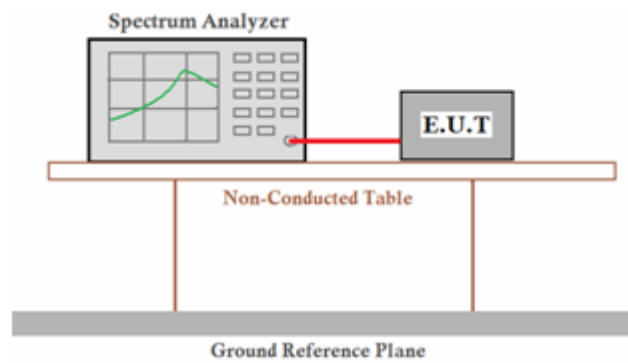 Spectrum Analyzer
E.U.T
Non-Conducted Table
Ground Reference Plane